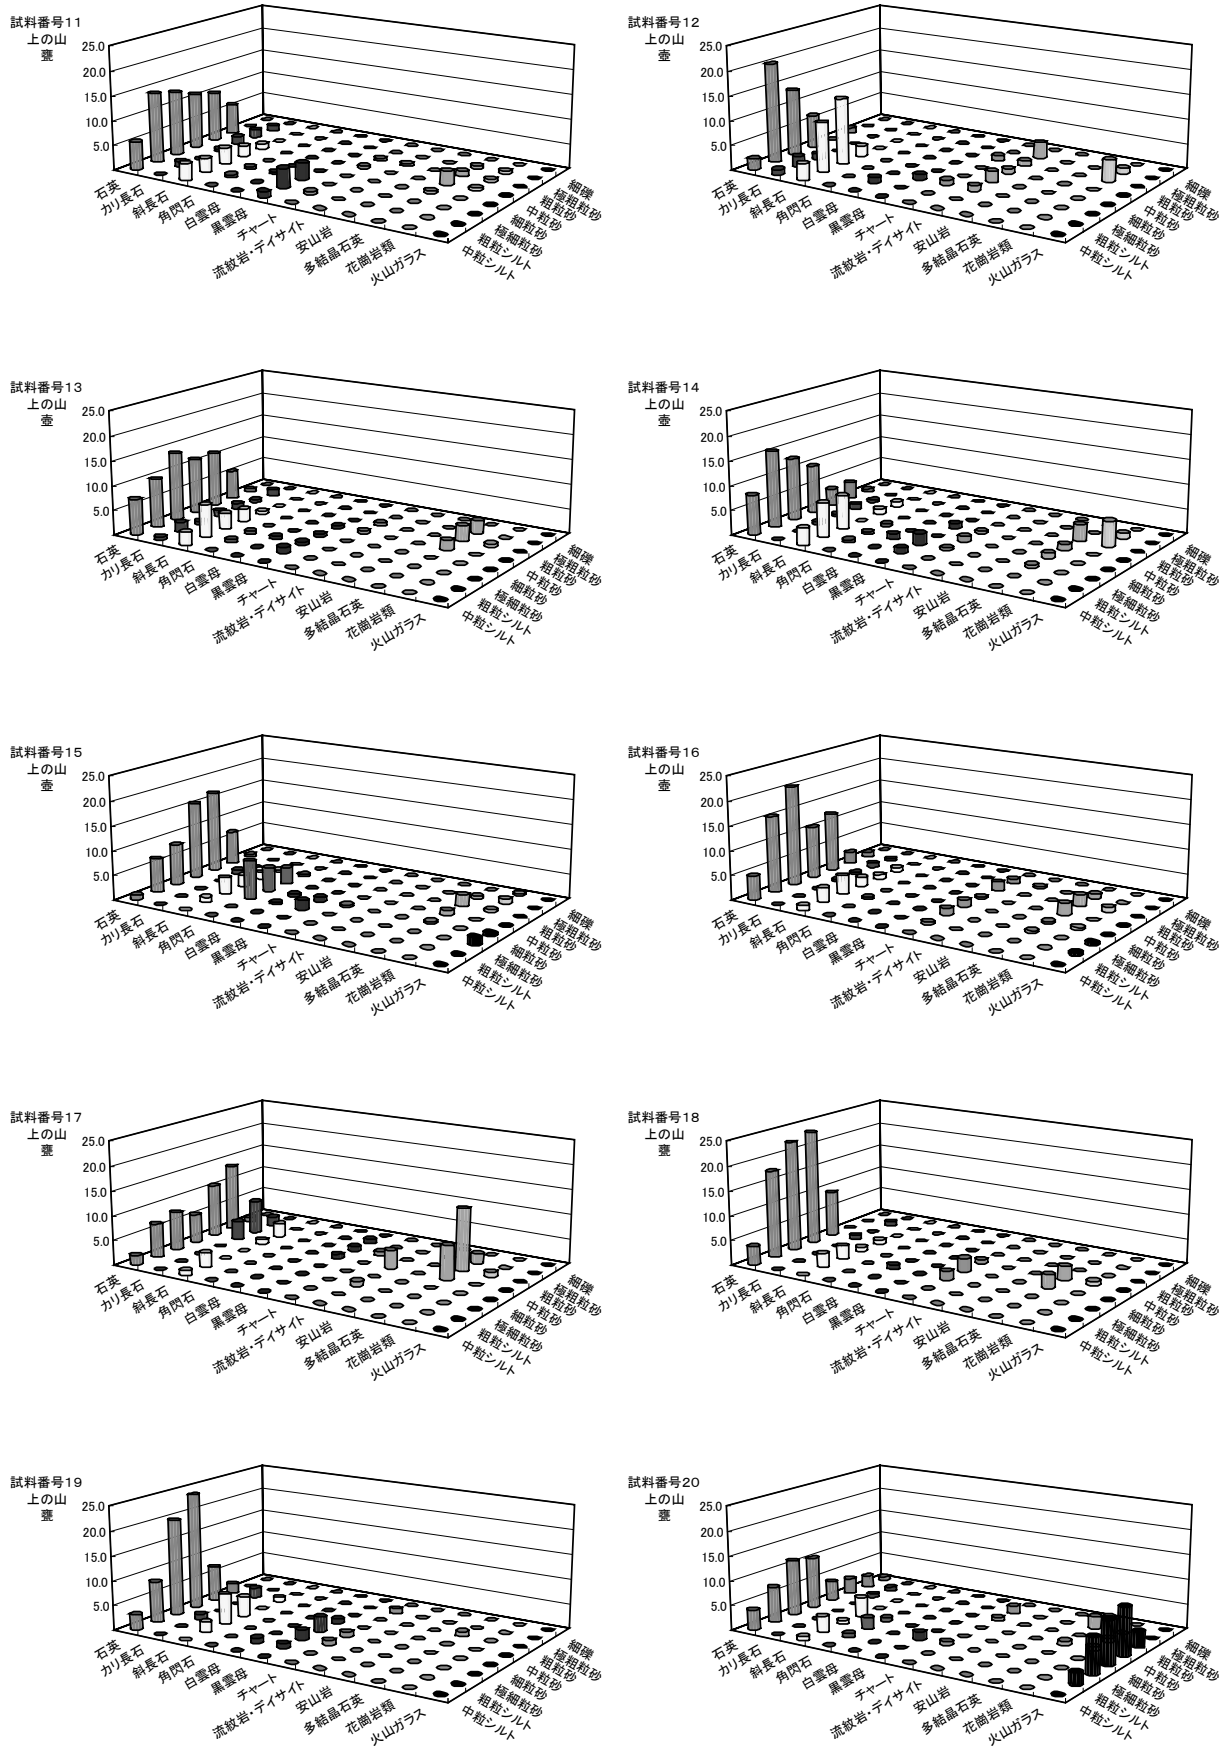 試料番号11
上の山
甕
25.0
20.0
15.0
10.0
5.0
石英
カリ長石
斜長石
角閃石
白雲母
黒雲母
チャート
流紋岩・デイサイト
安山岩
多結晶石英
花崗岩類
火山ガラス
細礫
極粗粒砂
粗粒砂
中粒砂
細粒砂
極細粒砂
粗粒シルト
中粒シルト
試料番号12
上の山
壺
25.0
20.0
15.0
10.0
5.0
石英
カリ長石
斜長石
角閃石
白雲母
黒雲母
チャート
流紋岩・デイサイト
安山岩
多結晶石英
花崗岩類
火山ガラス
細礫
極粗粒砂
粗粒砂
中粒砂
細粒砂
極細粒砂
粗粒シルト
中粒シルト
試料番号13
上の山
壺
25.0
20.0
15.0
10.0
5.0
石英
カリ長石
斜長石
角閃石
白雲母
黒雲母
チャート
流紋岩・デイサイト
安山岩
多結晶石英
花崗岩類
火山ガラス
細礫
極粗粒砂
粗粒砂
中粒砂
細粒砂
極細粒砂
粗粒シルト
中粒シルト
試料番号14
上の山
壺
25.0
20.0
15.0
10.0
5.0
石英
カリ長石
斜長石
角閃石
白雲母
黒雲母
チャート
流紋岩・デイサイト
安山岩
多結晶石英
花崗岩類
火山ガラス
細礫
極粗粒砂
粗粒砂
中粒砂
細粒砂
極細粒砂
粗粒シルト
中粒シルト
試料番号15
上の山
壺
25.0
20.0
15.0
10.0
5.0
石英
カリ長石
斜長石
角閃石
白雲母
黒雲母
チャート
流紋岩・デイサイト
安山岩
多結晶石英
花崗岩類
火山ガラス
細礫
極粗粒砂
粗粒砂
中粒砂
細粒砂
極細粒砂
粗粒シルト
中粒シルト
試料番号16
上の山
壺
25.0
20.0
15.0
10.0
5.0
石英
カリ長石
斜長石
角閃石
白雲母
黒雲母
チャート
流紋岩・デイサイト
安山岩
多結晶石英
花崗岩類
火山ガラス
細礫
極粗粒砂
粗粒砂
中粒砂
細粒砂
極細粒砂
粗粒シルト
中粒シルト
試料番号17
上の山
甕
25.0
20.0
15.0
10.0
5.0
石英
カリ長石
斜長石
角閃石
白雲母
黒雲母
チャート
流紋岩・デイサイト
安山岩
多結晶石英
花崗岩類
火山ガラス
細礫
極粗粒砂
粗粒砂
中粒砂
細粒砂
極細粒砂
粗粒シルト
中粒シルト
試料番号18
上の山
甕
25.0
20.0
15.0
10.0
5.0
石英
カリ長石
斜長石
角閃石
白雲母
黒雲母
チャート
流紋岩・デイサイト
安山岩
多結晶石英
花崗岩類
火山ガラス
細礫
極粗粒砂
粗粒砂
中粒砂
細粒砂
極細粒砂
粗粒シルト
中粒シルト
試料番号19
上の山
甕
25.0
20.0
15.0
10.0
5.0
石英
カリ長石
斜長石
角閃石
白雲母
黒雲母
チャート
流紋岩・デイサイト
安山岩
多結晶石英
花崗岩類
火山ガラス
細礫
極粗粒砂
粗粒砂
中粒砂
細粒砂
極細粒砂
粗粒シルト
中粒シルト
試料番号20
上の山
甕
25.0
20.0
15.0
10.0
5.0
石英
カリ長石
斜長石
角閃石
白雲母
黒雲母
チャート
流紋岩・デイサイト
安山岩
多結晶石英
花崗岩類
火山ガラス
細礫
極粗粒砂
粗粒砂
中粒砂
細粒砂
極細粒砂
粗粒シルト
中粒シルト